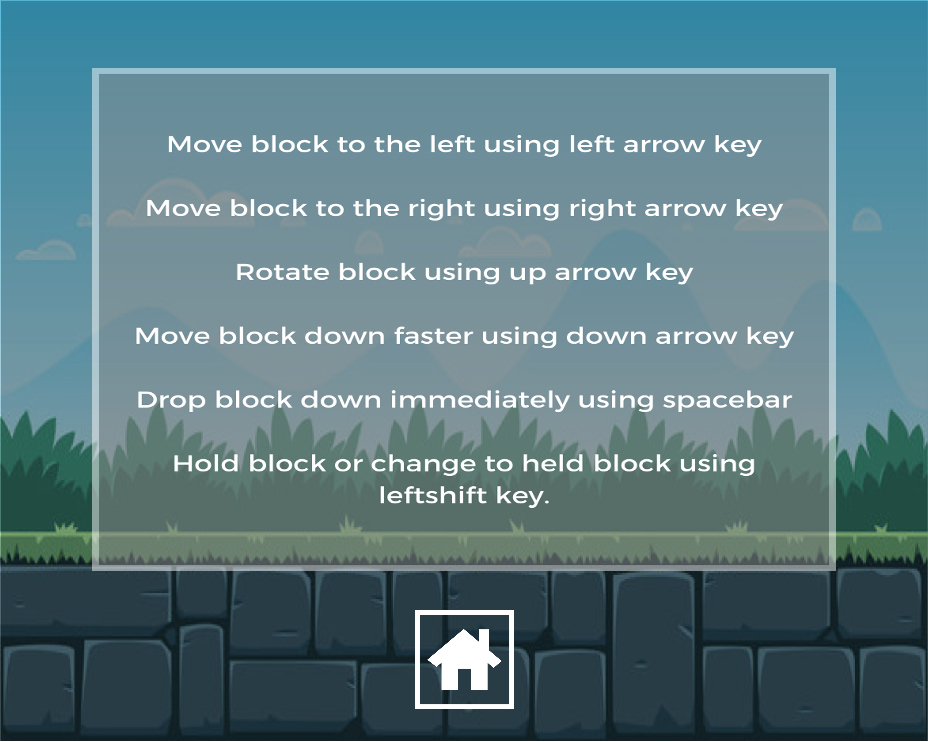 Move block to the left using left arrow key
Move block to the right using right arrow key
Rotate block using up arrow key
Move block down faster using down arrow key
Drop block down immediately using spacebar
Hold block or change to held block using
leftshift key.